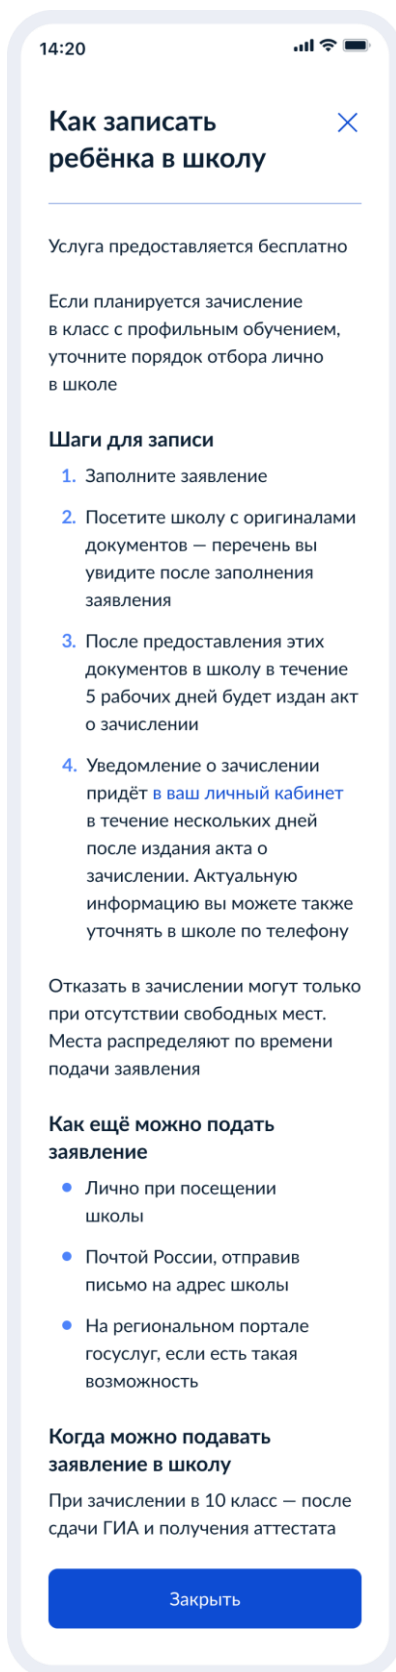 14:20
Как записать
ребёнка в школу
Услуга предоставляется бесплатно
Если планируется зачисление
в класс с профильным обучением,
уточните порядок отбора лично
в школе
Шаги для записи
1. Заполните заявление
2. Посетите школу с оригиналами
документов — перечень вы
увидите после заполнения
заявления
3. После предоставления этих
документов в школу в течение
5 рабочих дней будет издан акт
о зачислении
4. Уведомление о зачислении
придёт в ваш личный кабинет
в течение нескольких дней
после издания акта о
зачислении. Актуальную
информацию вы можете также
уточнять в школе по телефону
Отказать в зачислении могут только
при отсутствии свободных мест.
Места распределяют по времени
подачи заявления
Как ещё можно подать
заявление
• Лично при посещении
школы
• Почтой России, отправив
письмо на адрес школы
• На региональном портале
госуслуг, если есть такая
возможность
Когда можно подавать
заявление в школу
При зачислении в 10 класс — после
сдачи ГИА и получения аттестата
Закрыть